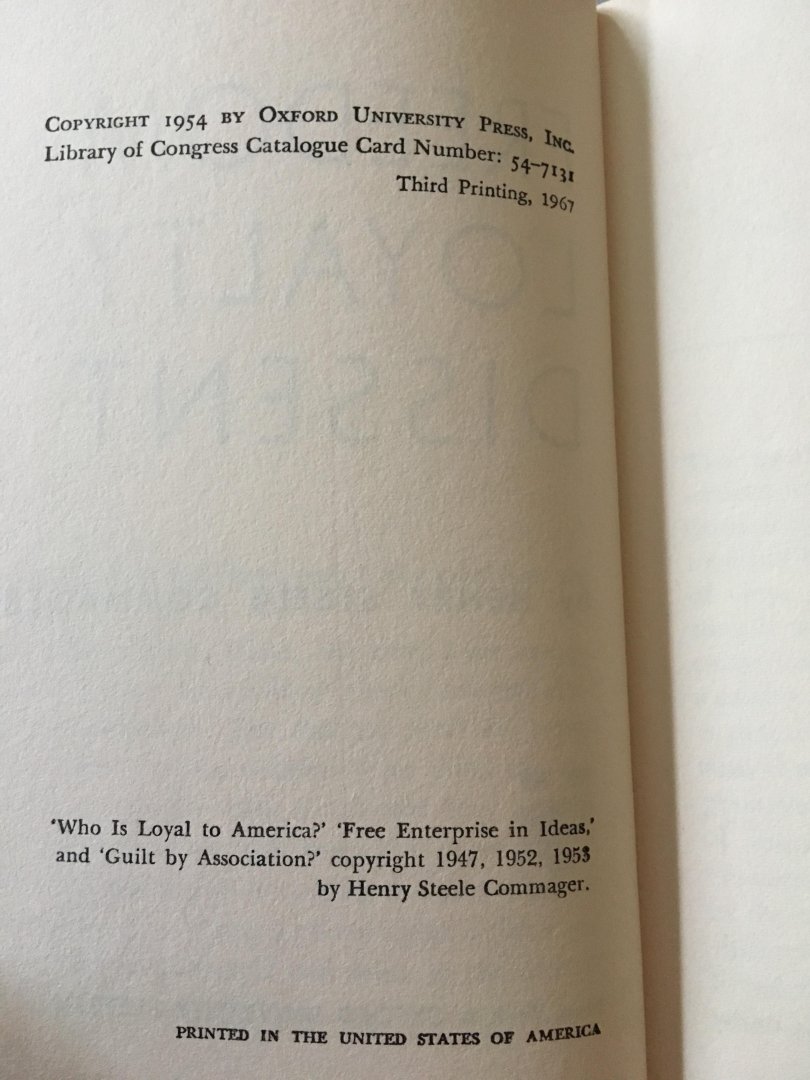 COPYRIGHT 1954 BY OXFORD UNIVERSITY PRESS, INC.
Library of Congress Catalogue Card Number: 54-7131
Third Printing, 1967
LOYALTY
DISSENT
'Who Is Loyal to America?' 'Free Enterprise in Ideas,'
and 'Guilt by Association?' copyright 1947, 1952, 1953
by Henry Steele Commager.
PRINTED IN THE UNITED STATES OF AMERICA